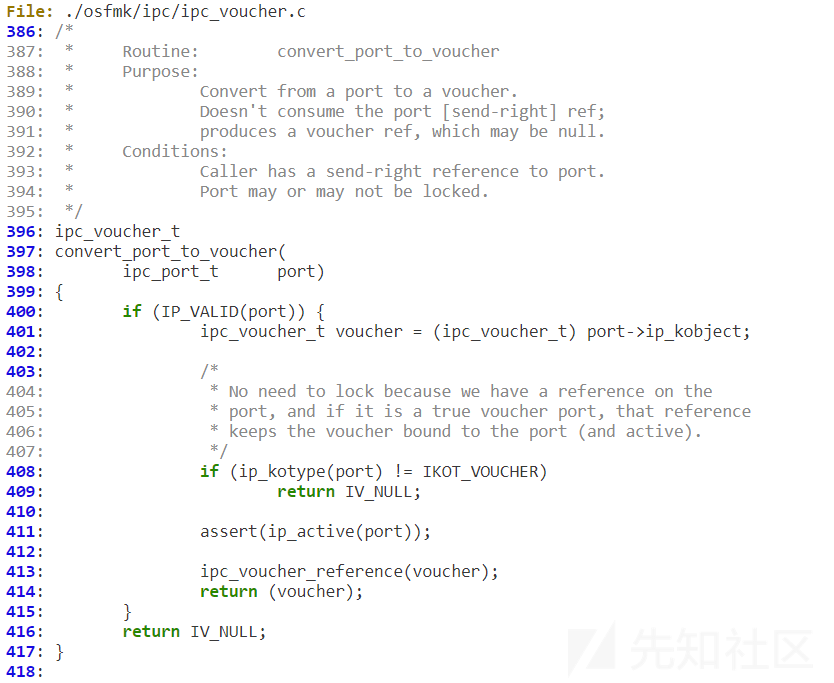 File: ./osfmk/ipc/ipc_voucher.c
386: /*
387:  *     Routine:        convert_port_to_voucher
388:  *     Purpose:
389:  *             Convert from a port to a voucher.
390:  *             Doesn't consume the port [send-right] ref;
391:  *             produces a voucher ref, which may be null.
392:  *     Conditions:
393:  *             Caller has a send-right reference to port.
394:  *             Port may or may not be locked.
395:  */
396: ipc_voucher_t
397: convert_port_to_voucher(
398:        ipc_port_t      port)
399: {
400:        if (IP_VALID(port)) {
401:                ipc_voucher_t voucher = (ipc_voucher_t) port->ip_kobject;
402:
403:                /*
404:                 * No need to lock because we have a reference on the
405:                 * port, and if it is a true voucher port, that reference
406:                 * keeps the voucher bound to the port (and active).
407:                 */
408:                if (ip_kotype(port) != IKOT_VOUCHER)
409:                        return IV_NULL;
410:
411:                assert(ip_active(port));
412:
413:                ipc_voucher_reference(voucher);
414:                return (voucher);
415:        }
416:        return IV_NULL;
417: }
418:
先知社区